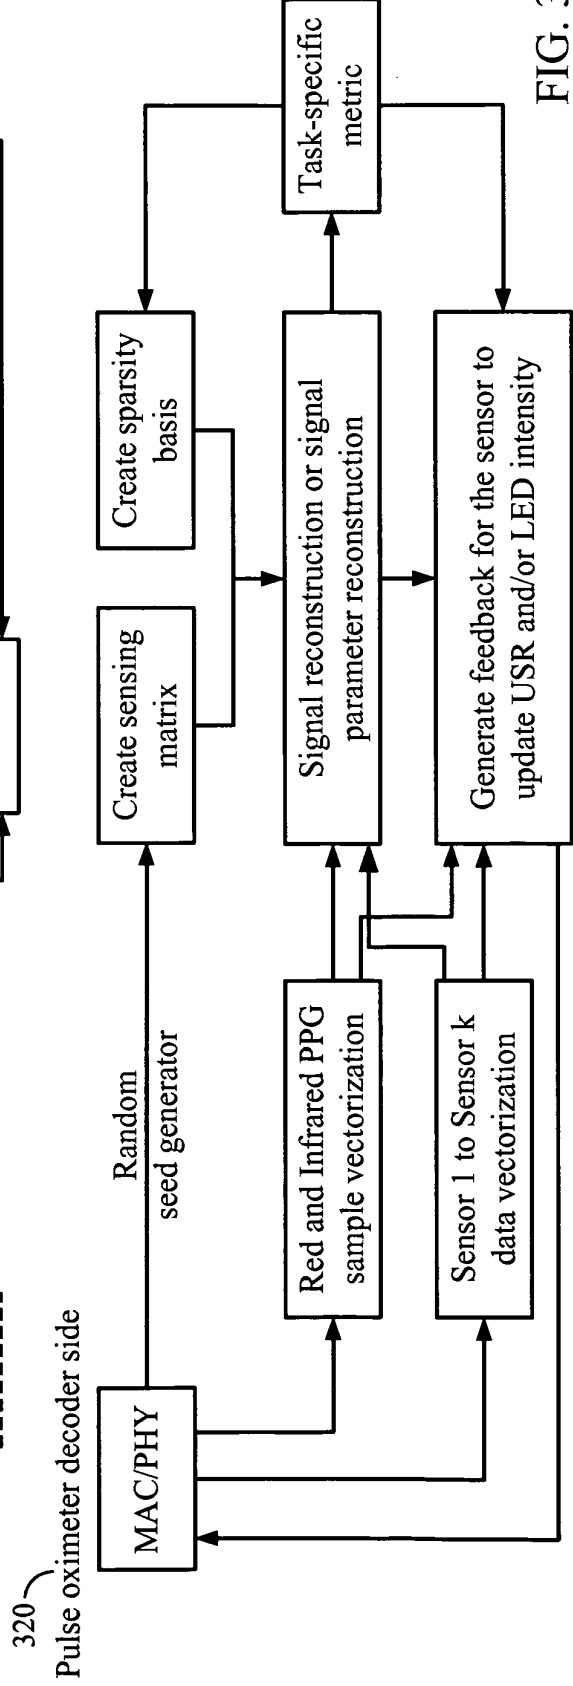 320
Pulse oximeter decoder side
MAC/PHY
Random
seed generator
Create sensing
matrix
Create sparsity
basis
Red and Infrared PPG
sample vectorization
Signal reconstruction or signal
parameter reconstruction
Task-specific
metric
Sensor 1 to Sensor k
data vectorization
Generate feedback for the sensor to
update USR and/or LED intensity
FIG. 3